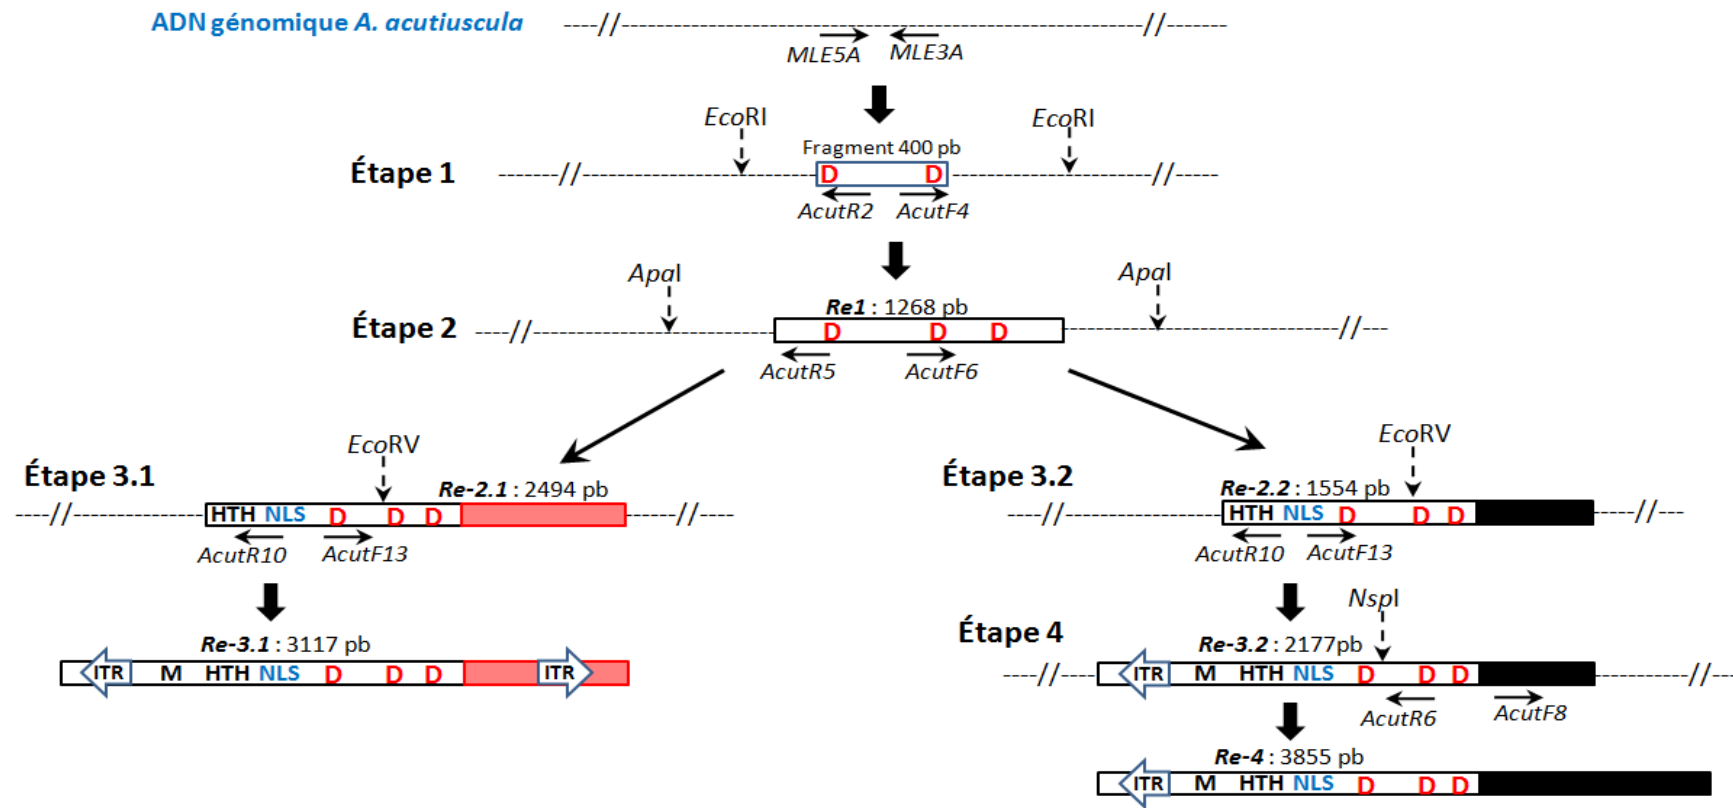 ADN génomique A. acutiuscula
MLE5A
MLE3A
EcoRI
EcoRI
Fragment 400 pb
Étape 1
D D
AcutR2
AcutF4
ApaI
ApaI
Re1 : 1268 pb
Étape 2
D D D
AcutR5
AcutF6
EcoRV
Étape 3.1
Re-2.1 : 2494 pb
HTH NLS D D D
AcutR10
AcutF13
Re-3.1 : 3117 pb
ITR M HTH NLS D D D ITR
EcoRV
Étape 3.2
Re-2.2 : 1554 pb
HTH NLS D D D
AcutR10
AcutF13
NspI
Étape 4
Re-3.2 : 2177pb
ITR M HTH NLS D D D
AcutR6
AcutF8
Re-4 : 3855 pb
ITR M HTH NLS D D D